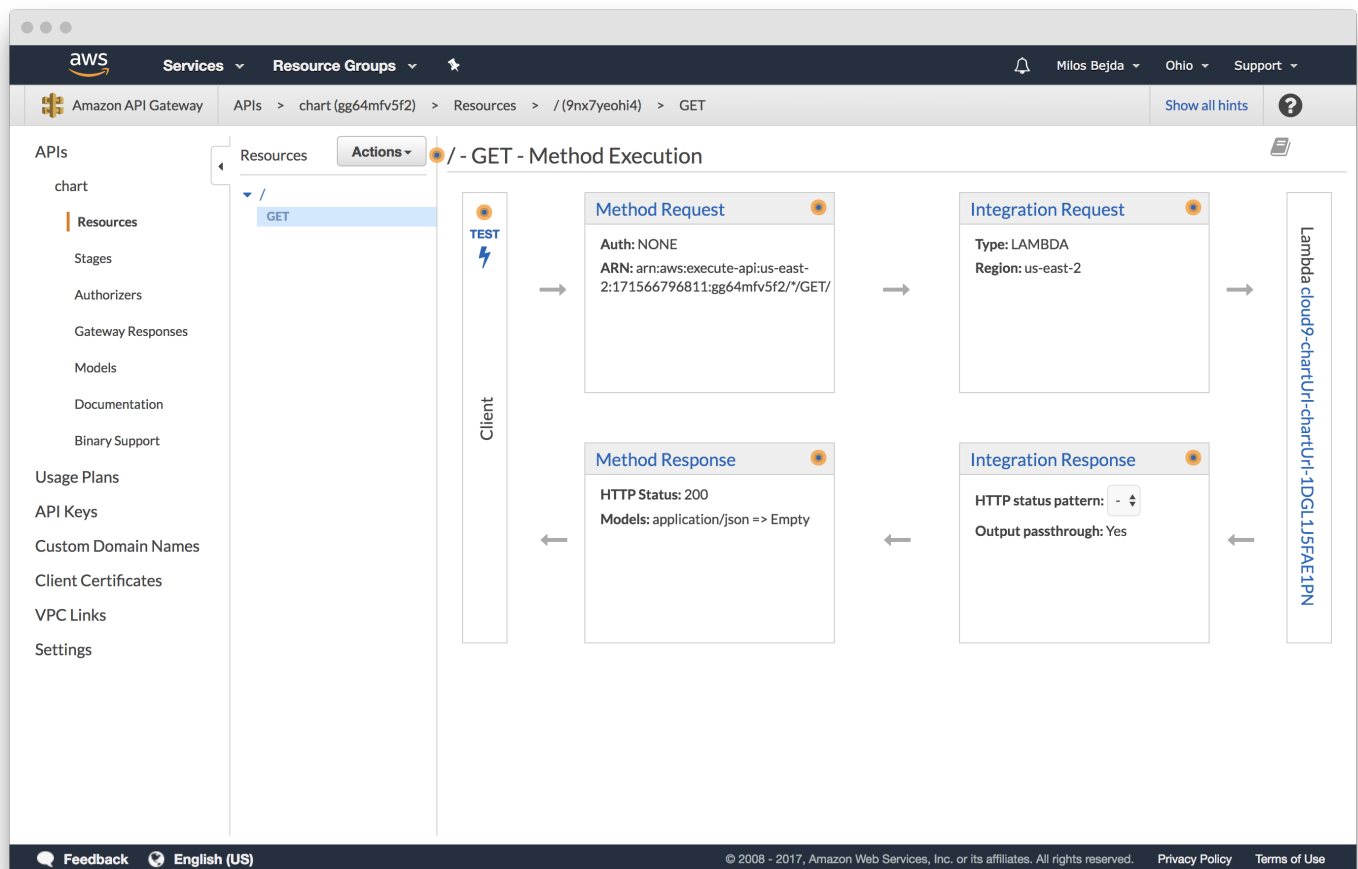 aws
Services
Resource Groups
Milos Bejda
Ohio
Support
Amazon API Gateway
APIs > chart (gg64mfv5f2) > Resources > / (9nx7yeohi4) > GET
Show all hints
?
APIs
chart
Resources
Stages
Authorizers
Gateway Responses
Models
Documentation
Binary Support
Usage Plans
API Keys
Custom Domain Names
Client Certificates
VPC Links
Settings
Resources
Actions
/
GET
/ - GET - Method Execution
TEST
Client
Method Request
Auth: NONE
ARN: arn:aws:execute-api:us-east-
2:171566796811:gg64mfv5f2/*/GET/
Integration Request
Type: LAMBDA
Region: us-east-2
Lambda cloud9-chartUrl-chartUrl-1DGL1J5FAE1PN
Method Response
HTTP Status: 200
Models: application/json => Empty
Integration Response
HTTP status pattern: -
Output passthrough: Yes
Feedback
English (US)
© 2008 - 2017, Amazon Web Services, Inc. or its affiliates. All rights reserved.
Privacy Policy
Terms of Use